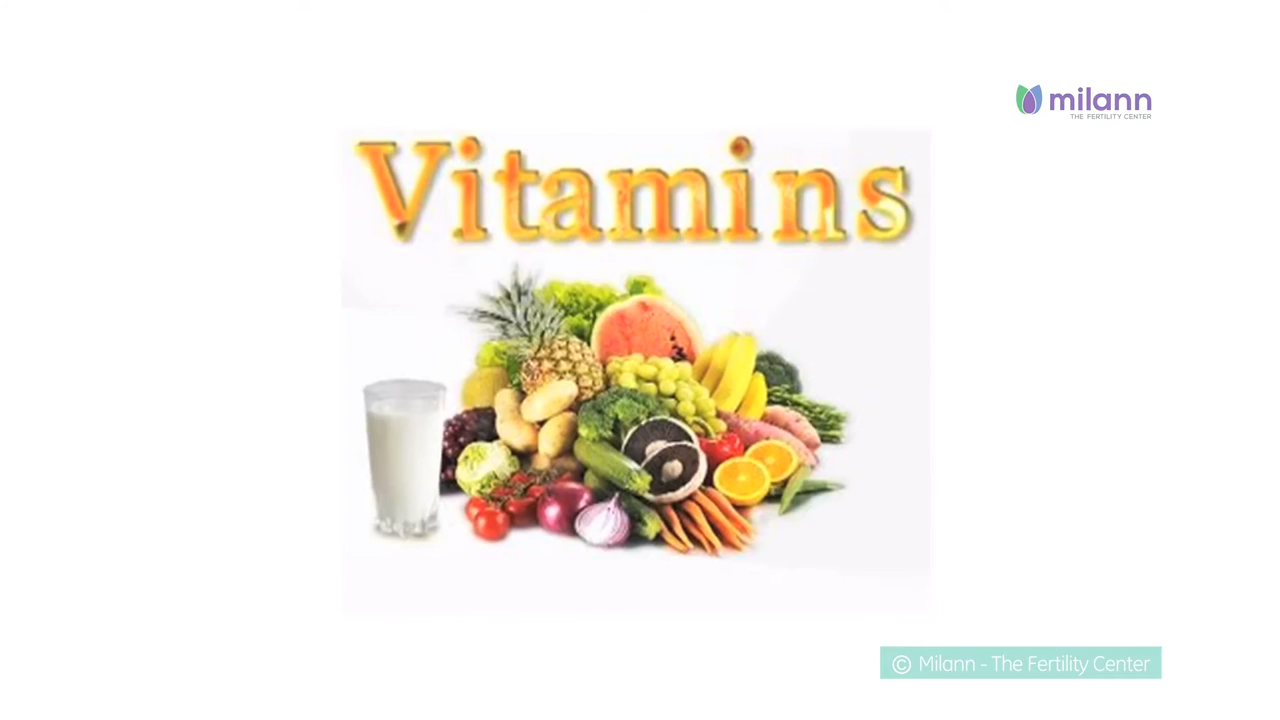 milann
THE FERTILITY CENTER
Vitamins
© Milann - The Fertility Center